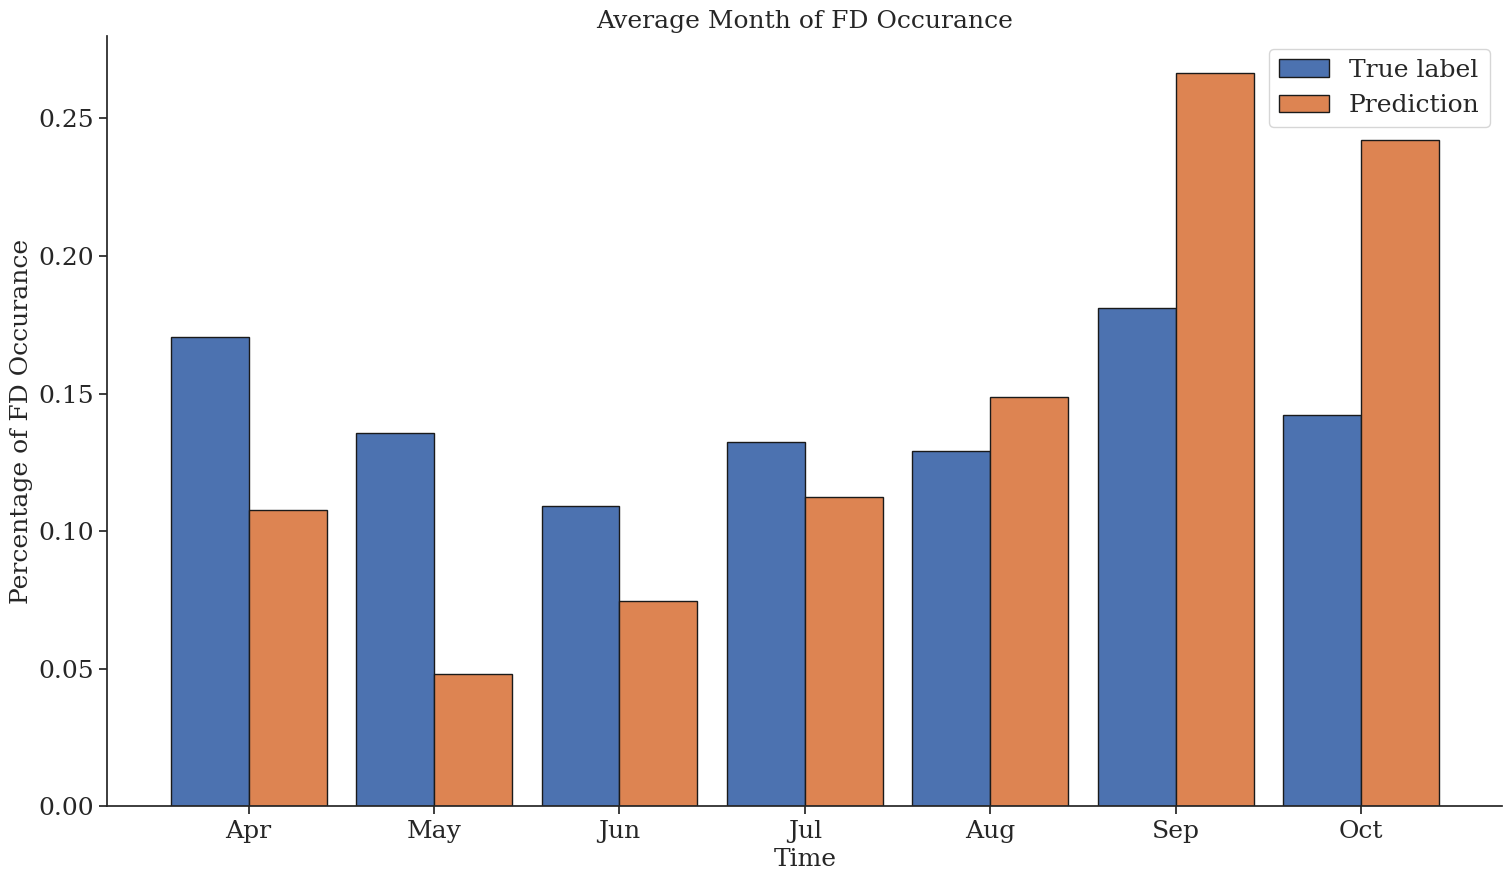 Average Month of FD Occurance
True label
Prediction
Percentage of FD Occurance
0.25
0.20
0.15
0.10
0.05
0.00
Apr May Jun Jul Aug Sep Oct
Time